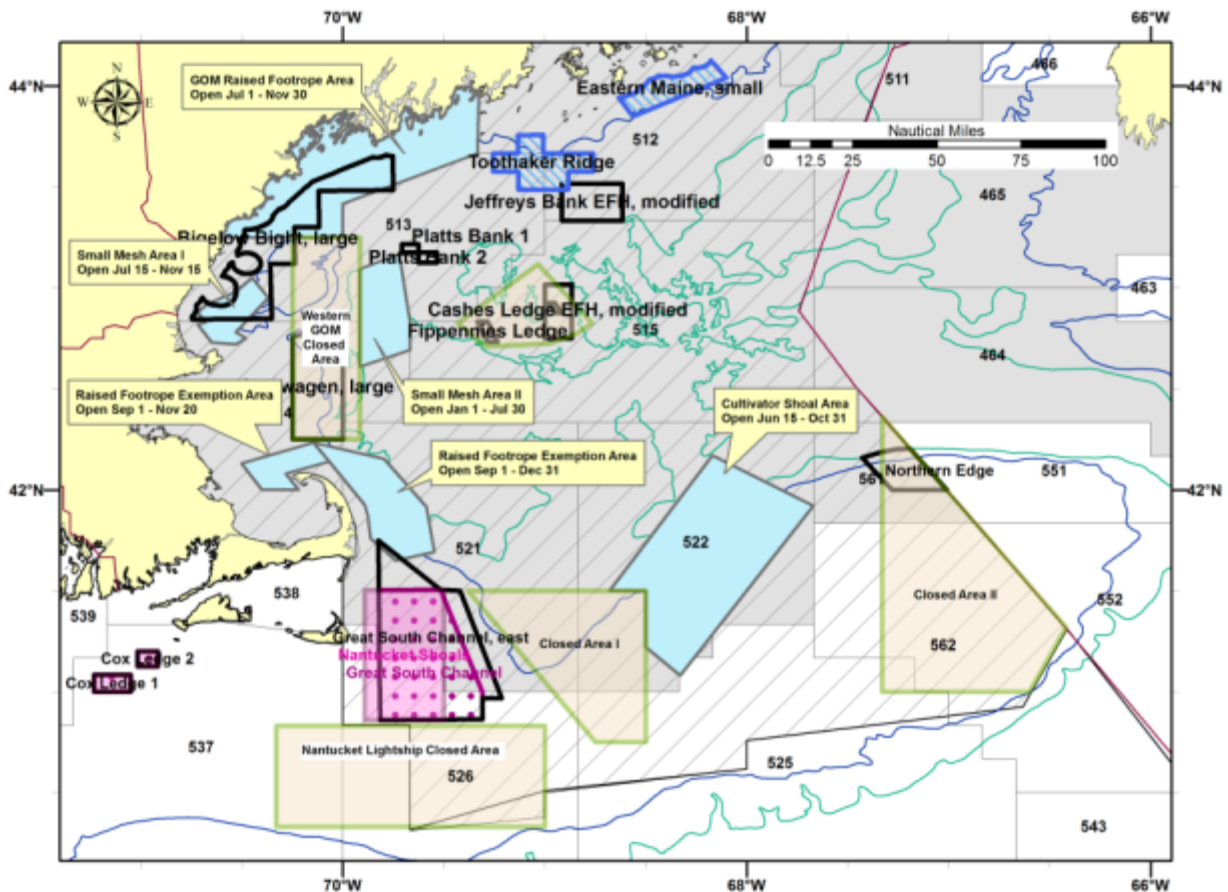 70°W
68°W
66°W
44°N
44°N
N
W
E
S
GOM Raised Footrope Area
Open Jul 1 - Nov 30
Eastern Maine, small
511
466
512
Nautical Miles
0 12.5 25 50 75 100
Toothaker Ridge
Jeffreys Bank EFH, modified
465
513
Bigelow Bight, large
Platts Bank 1
Platts Bank 2
Small Mesh Area I
Open Jul 15 - Nov 15
463
Western
GOM
Closed
Area
Cashes Ledge EFH, modified
Fippennies Ledge
515
464
wagen, large
Raised Footrope Exemption Area
Open Sep 1 - Nov 20
Small Mesh Area II
Open Jan 1 - Jul 30
Cultivator Shoal Area
Open Jun 15 - Oct 31
Raised Footrope Exemption Area
Open Sep 1 - Dec 31
Northern Edge
561
551
42°N
42°N
521
522
538
539
Closed Area I
Closed Area II
552
562
Great South Channel, east
Nantucket Shoals
Great South Channel
Cox Ledge 2
Cox Ledge 1
537
Nantucket Lightship Closed Area
526
525
543
70°W
68°W
66°W